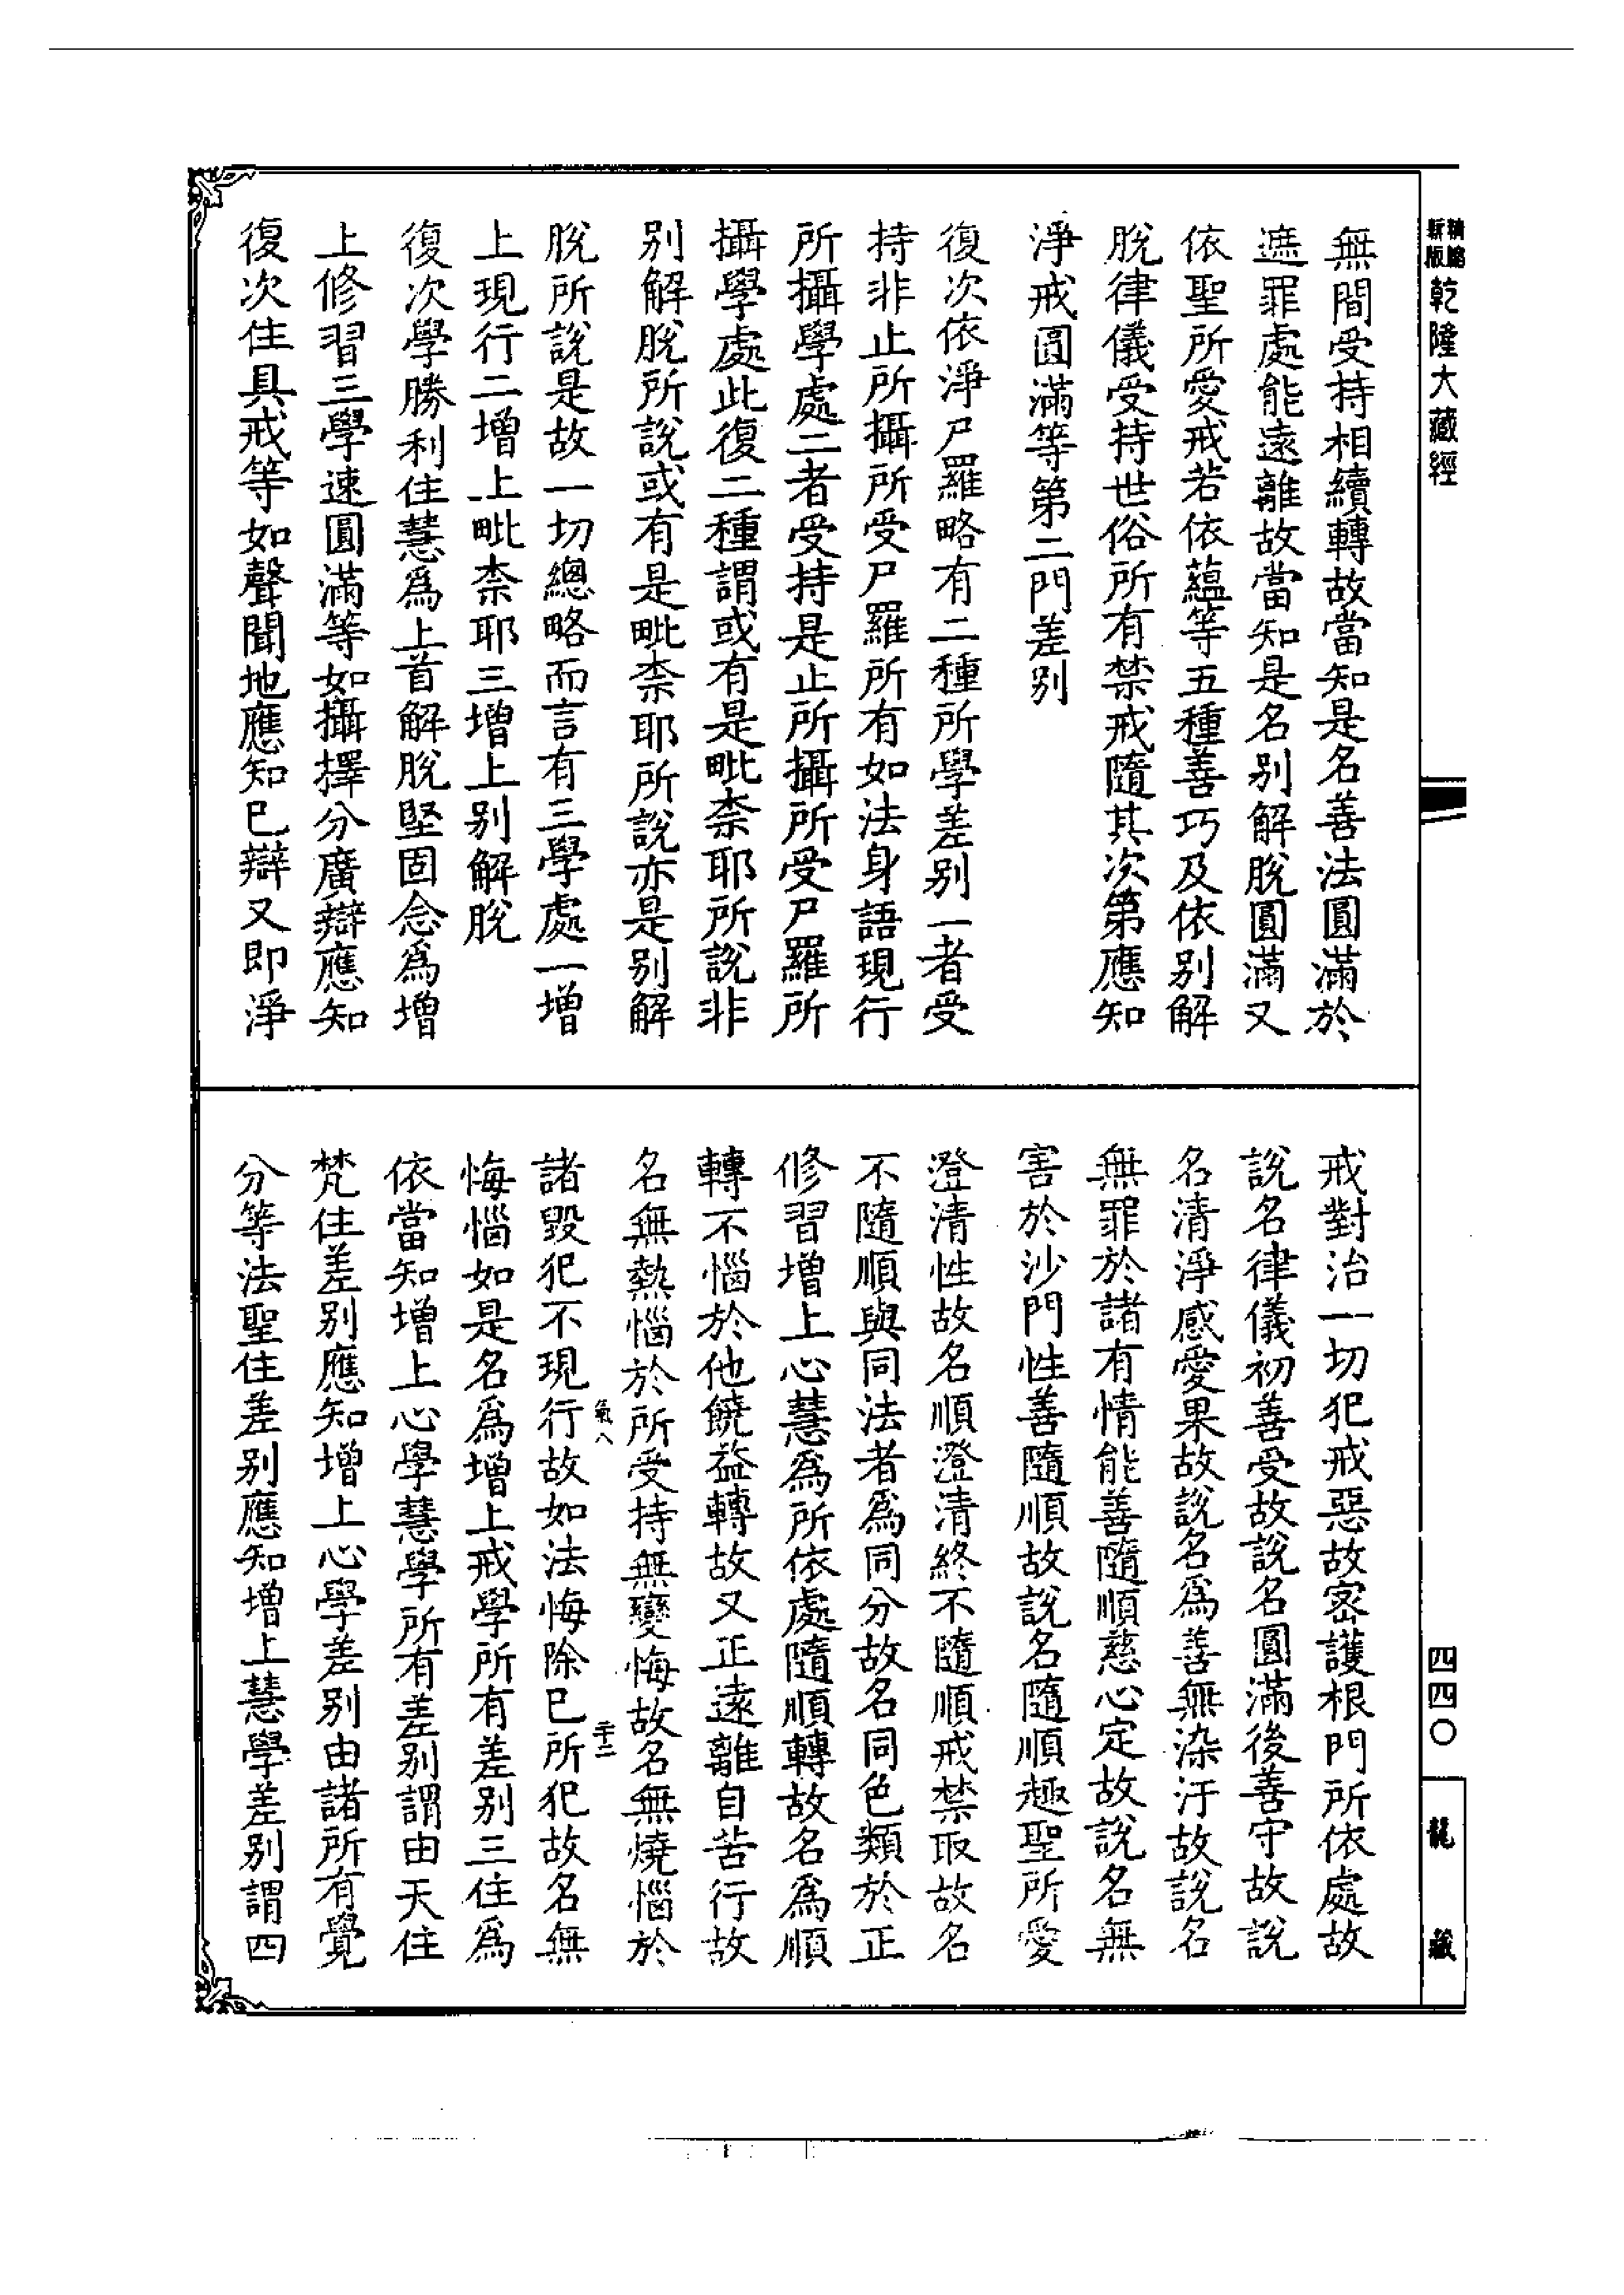 精縮
新版
乾隆大藏經
無間受持相續轉故當知是名善法圓滿於
遮罪處能遠離故當知是名别解脫圓滿又
依聖所愛戒若依蘊等五種善巧及依别解
脫律儀受持世俗所有禁戒隨其次第應知
淨戒圓滿等第二門差别
復次依淨尸羅略有二種所學差别一者受
持非止所攝所受尸羅所有如法身語現行
所攝學處二者受持是止所攝所受尸羅所
攝學處此復二種謂或有是毗柰耶所說非
别解脫所說或有是毗柰耶所說亦是别解
脫所說是故一切總略而言有三學處一增
上現行二增上毗柰耶三增上别解脫
復次學勝利住慧爲上首解脫堅固念爲增
上修習三學速圓滿等如攝擇分廣辯應知
復次住具戒等如聲聞地應知已辯又即淨
戒對治一切犯戒惡故密護根門所依處故
說名律儀初善受故說名圓滿後善守故說
名清淨感愛果故說名爲善無染汙故說名
無罪於諸有情能善隨順慈心定故說名無
害於沙門性善隨順故說名隨順趣聖所愛
澄清性故名順澄清終不隨順戒禁取故名
不隨順與同法者爲同分故名同色類於正
修習增上心慧爲所依處隨順轉故名爲順
轉不惱於他饒益轉故又正遠離自苦行故
名無熱惱於所受持無變悔故名無燒惱於
諸毀犯不現行故如法悔除已所犯故名無
悔惱如是名爲增上戒學所有差别三住爲
依當知增上心學慧學所有差别謂由天住
梵住差别應知增上心學差别由諸所有覺
分等法聖住差别應知增上慧學差别謂四
氣八
十二
四四〇
龍藏